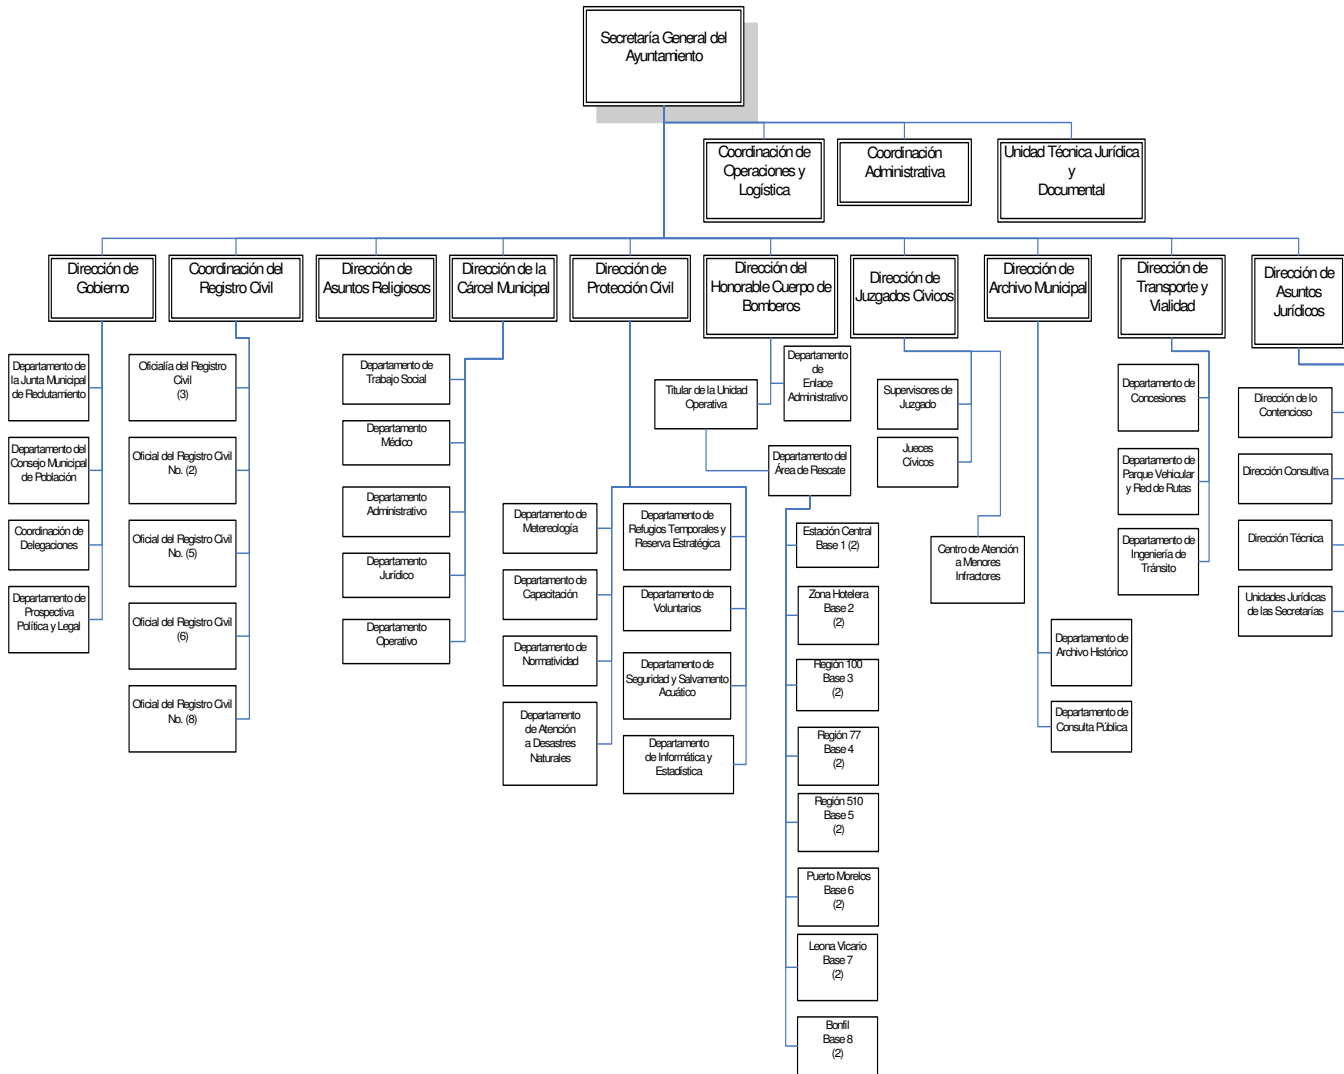 Secretaría General del
Ayuntamiento
Coordinación de
Operaciones y
Logística
Coordinación
Administrativa
Unidad Técnica Jurídica
y
Documental
Dirección de
Gobierno
Coordinación del
Registro Civil
Dirección de
Asuntos Religiosos
Dirección de la
Cárcel Municipal
Dirección de
Protección Civil
Dirección del
Honorable Cuerpo de
Bomberos
Dirección de
Juzgados Cívicos
Dirección de
Archivo Municipal
Dirección de
Transporte y
Vialidad
Dirección de
Asuntos
Jurídicos
Departamento de
la Junta Municipal
de Reclutamiento
Departamento del
Consejo Municipal
de Población
Coordinación de
Delegaciones
Departamento de
Prospectiva
Política y Legal
Oficialía del Registro
Civil
(3)
Oficial del Registro Civil
No. (2)
Oficial del Registro Civil
No. (5)
Oficial del Registro Civil
(6)
Oficial del Registro Civil
No. (8)
Departamento de
Trabajo Social
Departamento
Médico
Departamento
Administrativo
Departamento
Jurídico
Departamento
Operativo
Departamento de
Metereología
Departamento de
Capacitación
Departamento de
Normatividad
Departamento
de Atención
a Desastres
Naturales
Departamento de
Refugios Temporales y
Reserva Estratégica
Departamento de
Voluntarios
Departamento de
Seguridad y Salvamento
Acuático
Departamento
de Informática y
Estadística
Titular de la Unidad
Operativa
Departamento
de
Enlace
Administrativo
Departamento del
Área de Rescate
Estación Central
Base 1 (2)
Zona Hotelera
Base 2
(2)
Región 100
Base 3
(2)
Región 77
Base 4
(2)
Región 510
Base 5
(2)
Puerto Morelos
Base 6
(2)
Leona Vicario
Base 7
(2)
Bonfil
Base 8
(2)
Supervisores de
Juzgado
Jueces
Cívicos
Centro de Atención
a Menores
Infractores
Departamento de
Archivo Histórico
Departamento de
Consulta Pública
Departamento de
Concesiones
Departamento de
Parque Vehicular
y Red de Rutas
Departamento de
Ingeniería de
Tránsito
Dirección de lo
Contencioso
Dirección Consultiva
Dirección Técnica
Unidades Jurídicas
de las Secretarías